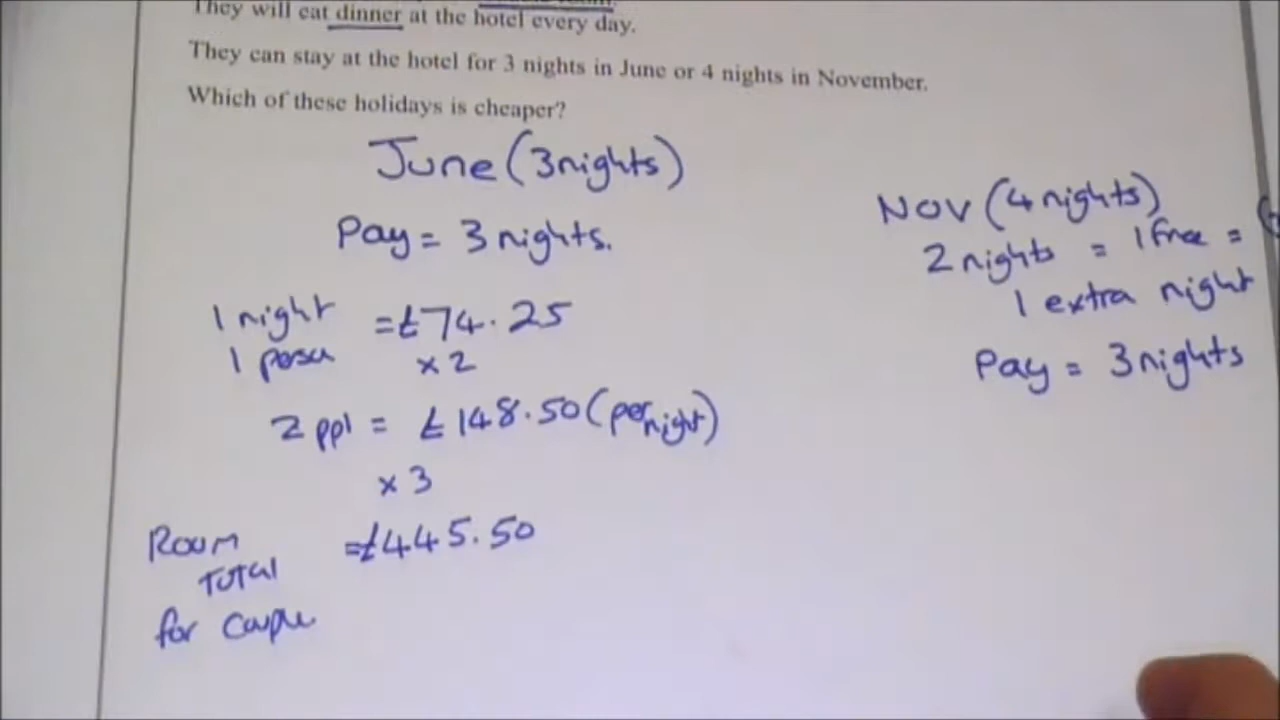 They will eat dinner at the hotel every day.
They can stay at the hotel for 3 nights in June or 4 nights in November.
Which of these holidays is cheaper?
June (3nights)
Pay = 3 nights.
1 night = £74.25
1 person × 2
2 ppl = £148.50 (per night)
× 3
Room = £445.50
TOTAL
for couple
NOV (4 nights)
2 nights = 1 free =
1 extra night
Pay = 3 nights